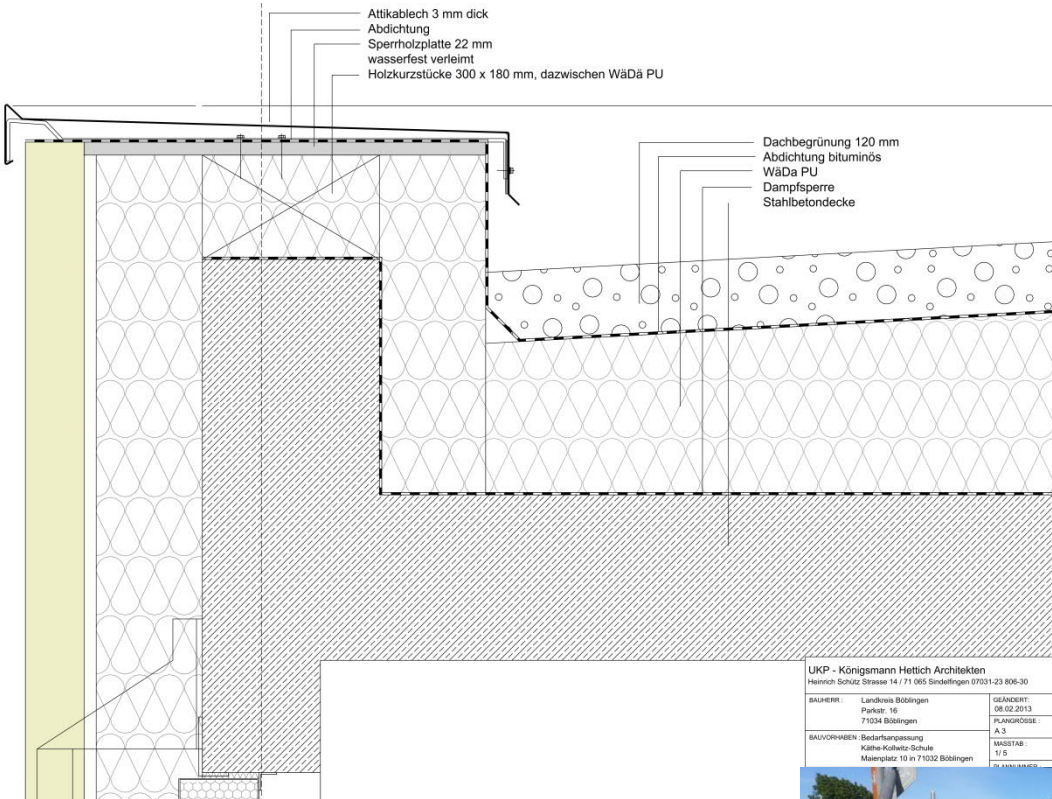 Attikablech 3 mm dick
Abdichtung
Sperrholzplatte 22 mm
wasserfest verleimt
Holzkurzstücke 300 x 180 mm, dazwischen WäDä PU
Dachbegrünung 120 mm
Abdichtung bituminös
WäDa PU
Dampfsperre
Stahlbetondecke
UKP - Königsmann Hettich Architekten
Heinrich Schütz Strasse 14 / 71 065 Sindelfingen 07031-23 806-30
BAUHERR : Landkreis Böblingen
Parkstr. 16
71034 Böblingen
GEÄNDERT:
08.02.2013
PLANGRÖSSE :
A 3
BAUVORHABEN : Bedarfsanpassung
Käthe-Kollwitz-Schule
Maienplatz 10 in 71032 Böblingen
MASSTAB :
1/ 5